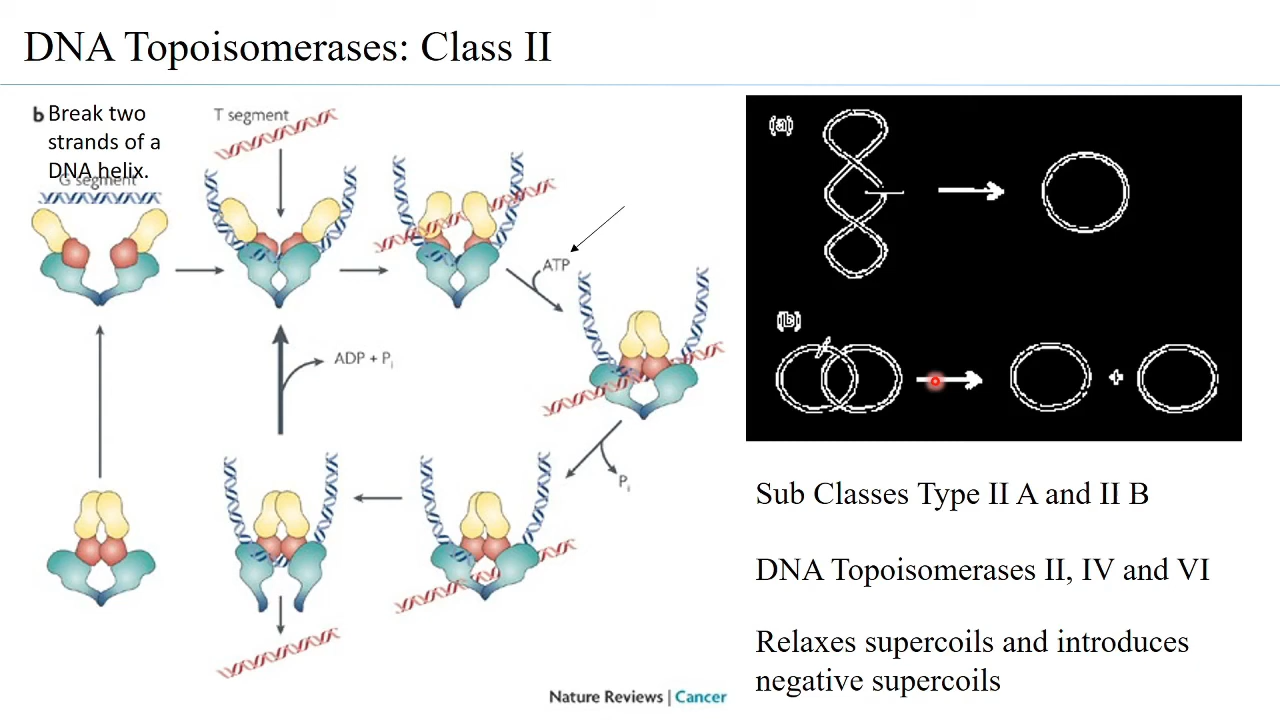 DNA Topoisomerases: Class II
b Break two
strands of a
DNA helix.
G segment
T segment
ATP
ADP + Pi
Pi
Nature Reviews | Cancer
(a)
(b)
+
Sub Classes Type II A and II B
DNA Topoisomerases II, IV and VI
Relaxes supercoils and introduces
negative supercoils